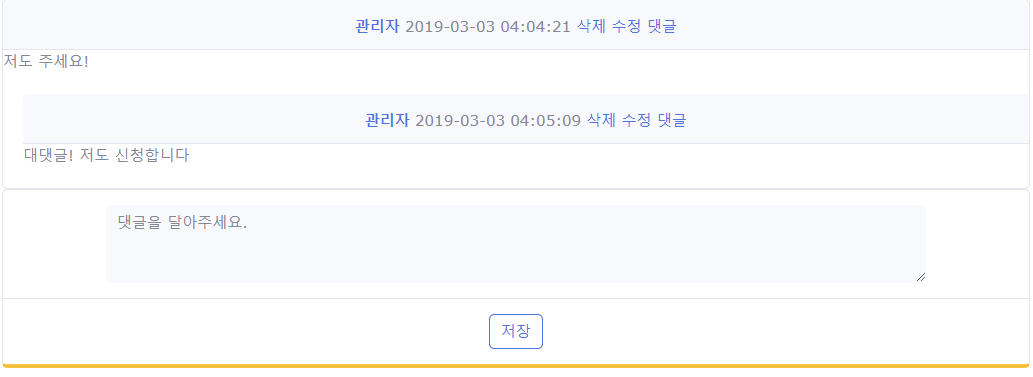 관리자 2019-03-03 04:04:21 삭제 수정 댓글
저도 주세요!
관리자 2019-03-03 04:05:09 삭제 수정 댓글
대댓글! 저도 신청합니다
댓글을 달아주세요.
저장